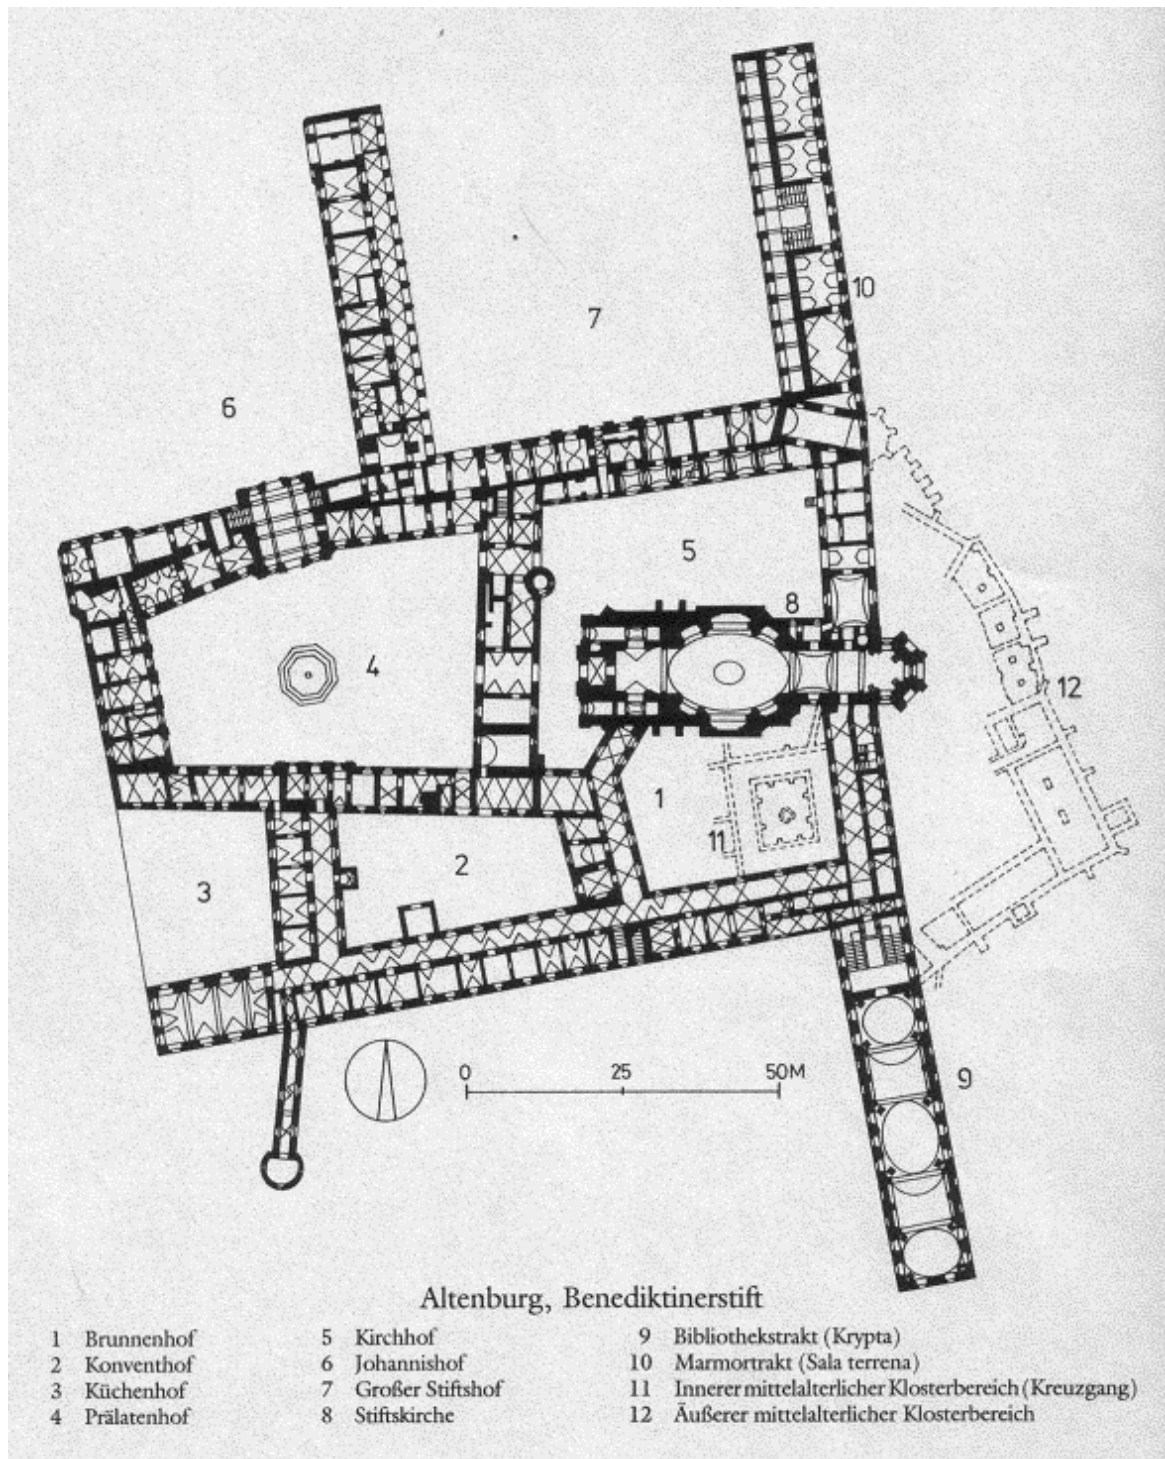 10
7
6
5
8
4
12
1
11
2
3
0 25 50M
9
Altenburg, Benediktinerstift
1 Brunnenhof
2 Konventhof
3 Küchenhof
4 Prälatenhof
5 Kirchhof
6 Johannishof
7 Großer Stiftshof
8 Stiftskirche
9 Bibliothekstrakt (Krypta)
10 Marmortrakt (Sala terrena)
11 Innerer mittelalterlicher Klosterbereich (Kreuzgang)
12 Äußerer mittelalterlicher Klosterbereich